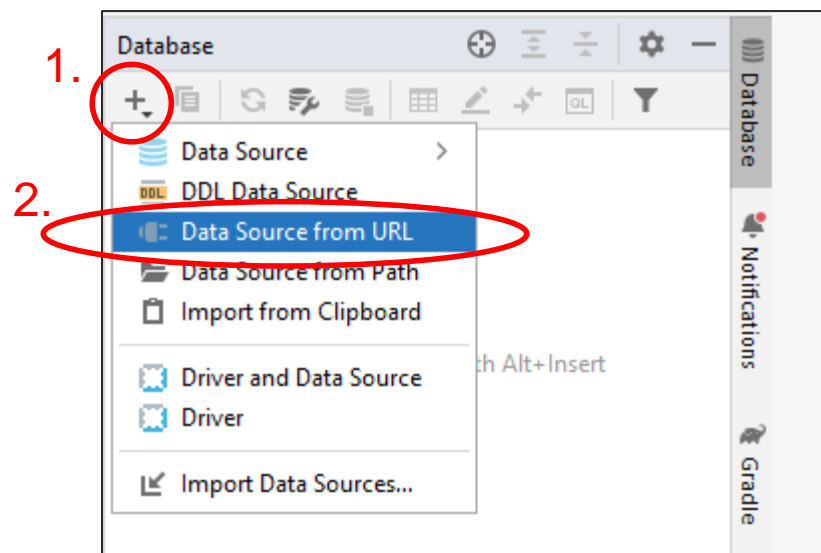 1.
Database
2.
Data Source
DDL DDL Data Source
Data Source from URL
Data Source from Path
Import from Clipboard
Alt+Insert
Driver and Data Source
Driver
Import Data Sources...
QL
Database
Notifications
Gradle